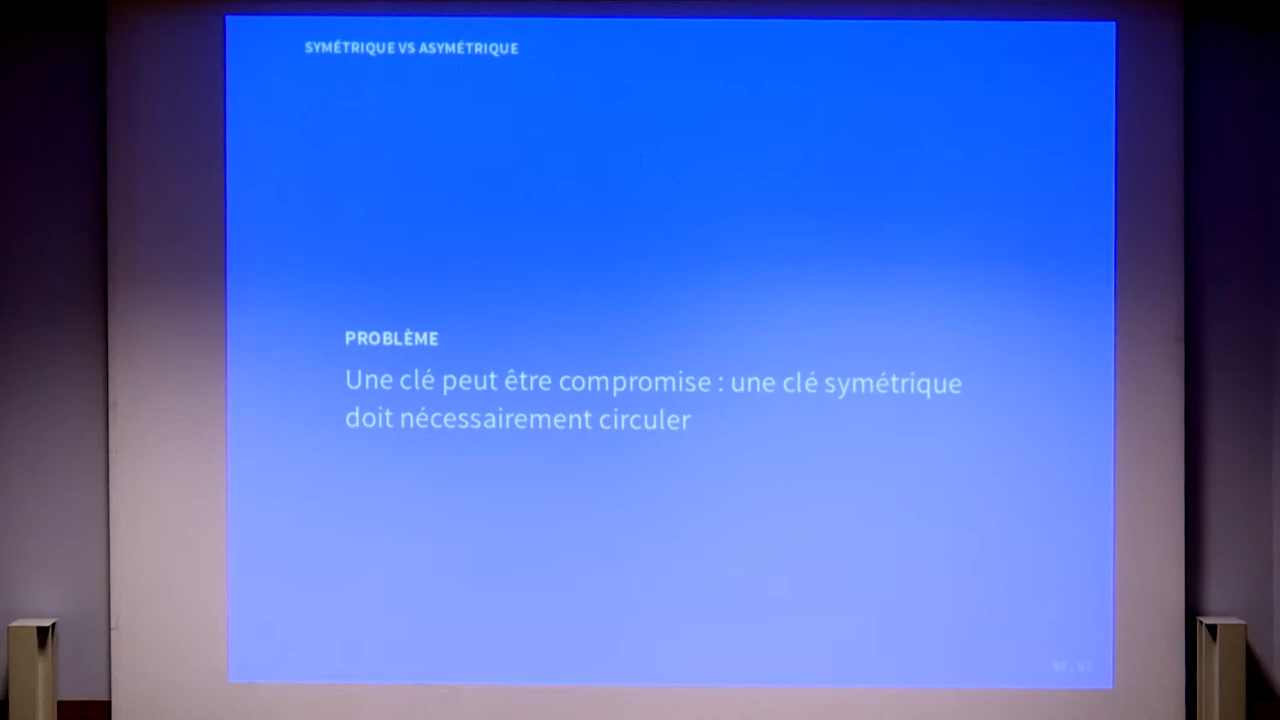 SYMÉTRIQUE VS ASYMÉTRIQUE
PROBLÈME
Une clé peut être compromise : une clé symétrique
doit nécessairement circuler